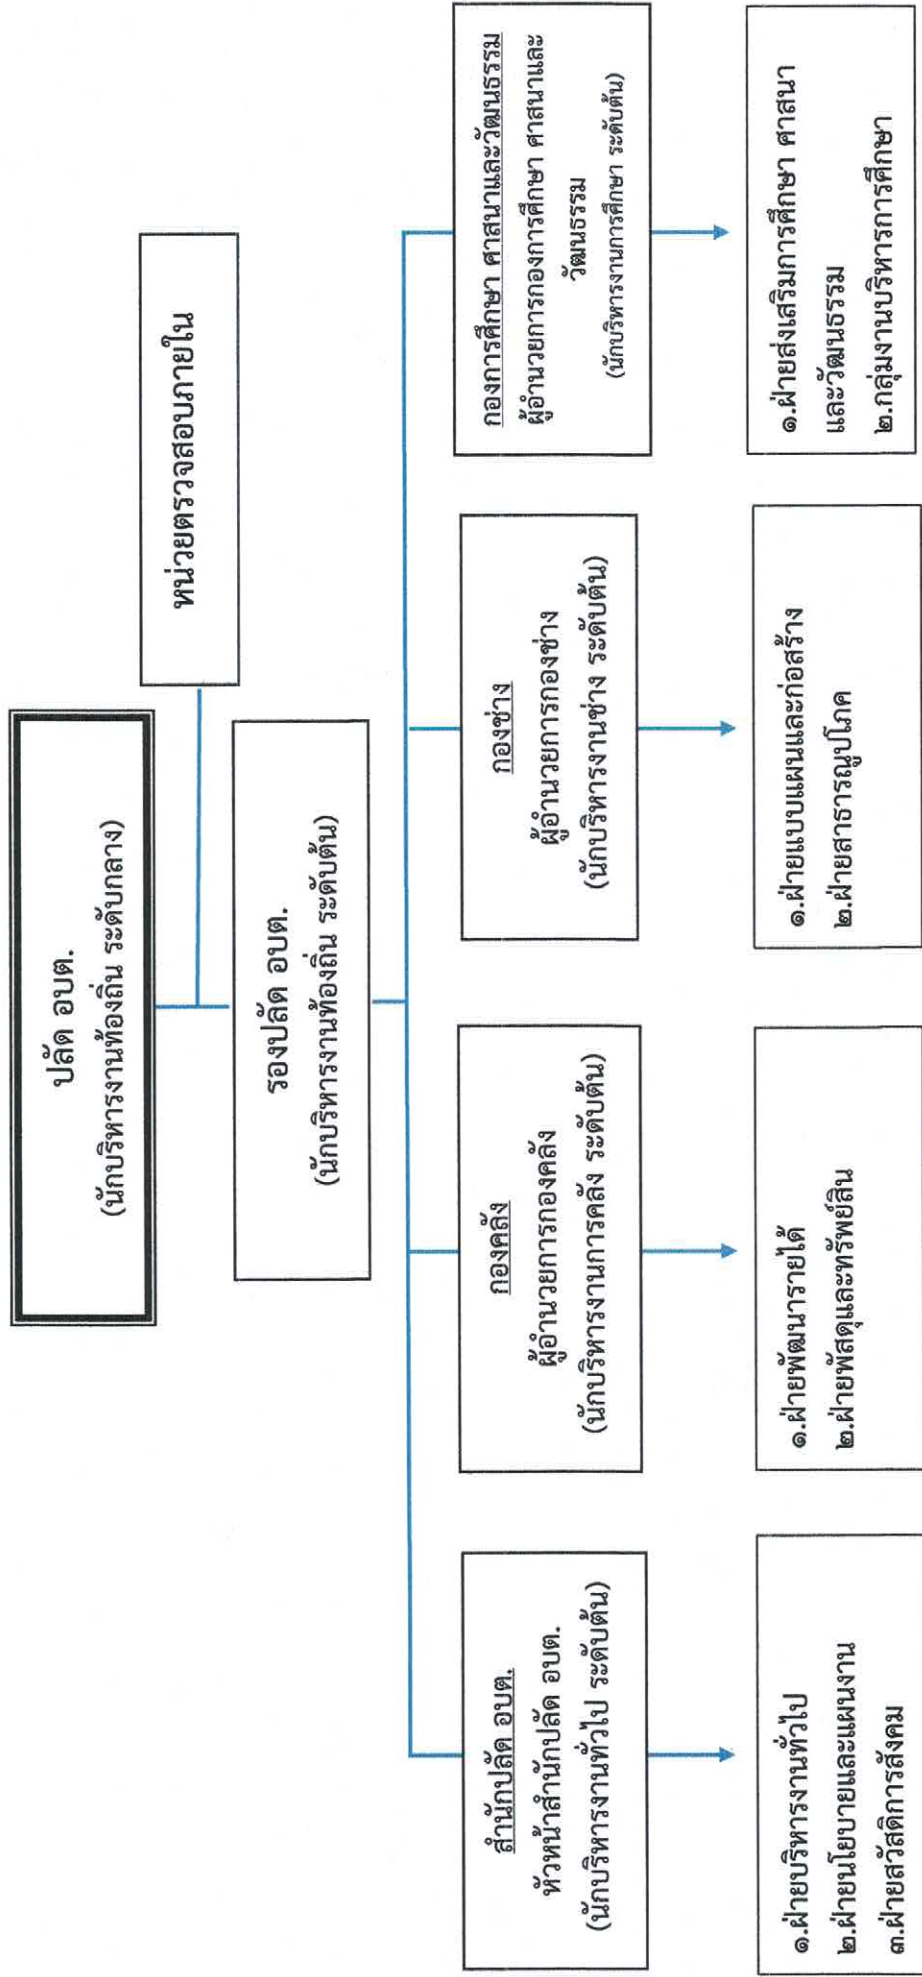 ปลัด อบต.
(นักบริหารงานท้องถิ่น ระดับกลาง)
หน่วยตรวจสอบภายใน
รองปลัด อบต.
(นักบริหารงานท้องถิ่น ระดับต้น)
สำนักปลัด อบต.
หัวหน้าสำนักปลัด อบต.
(นักบริหารงานทั่วไป ระดับต้น)
กองคลัง
ผู้อำนวยการกองคลัง
(นักบริหารงานการคลัง ระดับต้น)
กองช่าง
ผู้อำนวยการกองช่าง
(นักบริหารงานช่าง ระดับต้น)
กองการศึกษา ศาสนาและวัฒนธรรม
ผู้อำนวยการกองการศึกษา ศาสนาและ
วัฒนธรรม
(นักบริหารงานการศึกษา ระดับต้น)
๑.ฝ่ายบริหารงานทั่วไป
๒.ฝ่ายนโยบายและแผนงาน
๓.ฝ่ายสวัสดิการสังคม
๑.ฝ่ายพัฒนารายได้
๒.ฝ่ายพัสดุและทรัพย์สิน
๑.ฝ่ายแบบแผนและก่อสร้าง
๒.ฝ่ายสาธารณูปโภค
๑.ฝ่ายส่งเสริมการศึกษา ศาสนา
และวัฒนธรรม
๒.กลุ่มงานบริหารการศึกษา